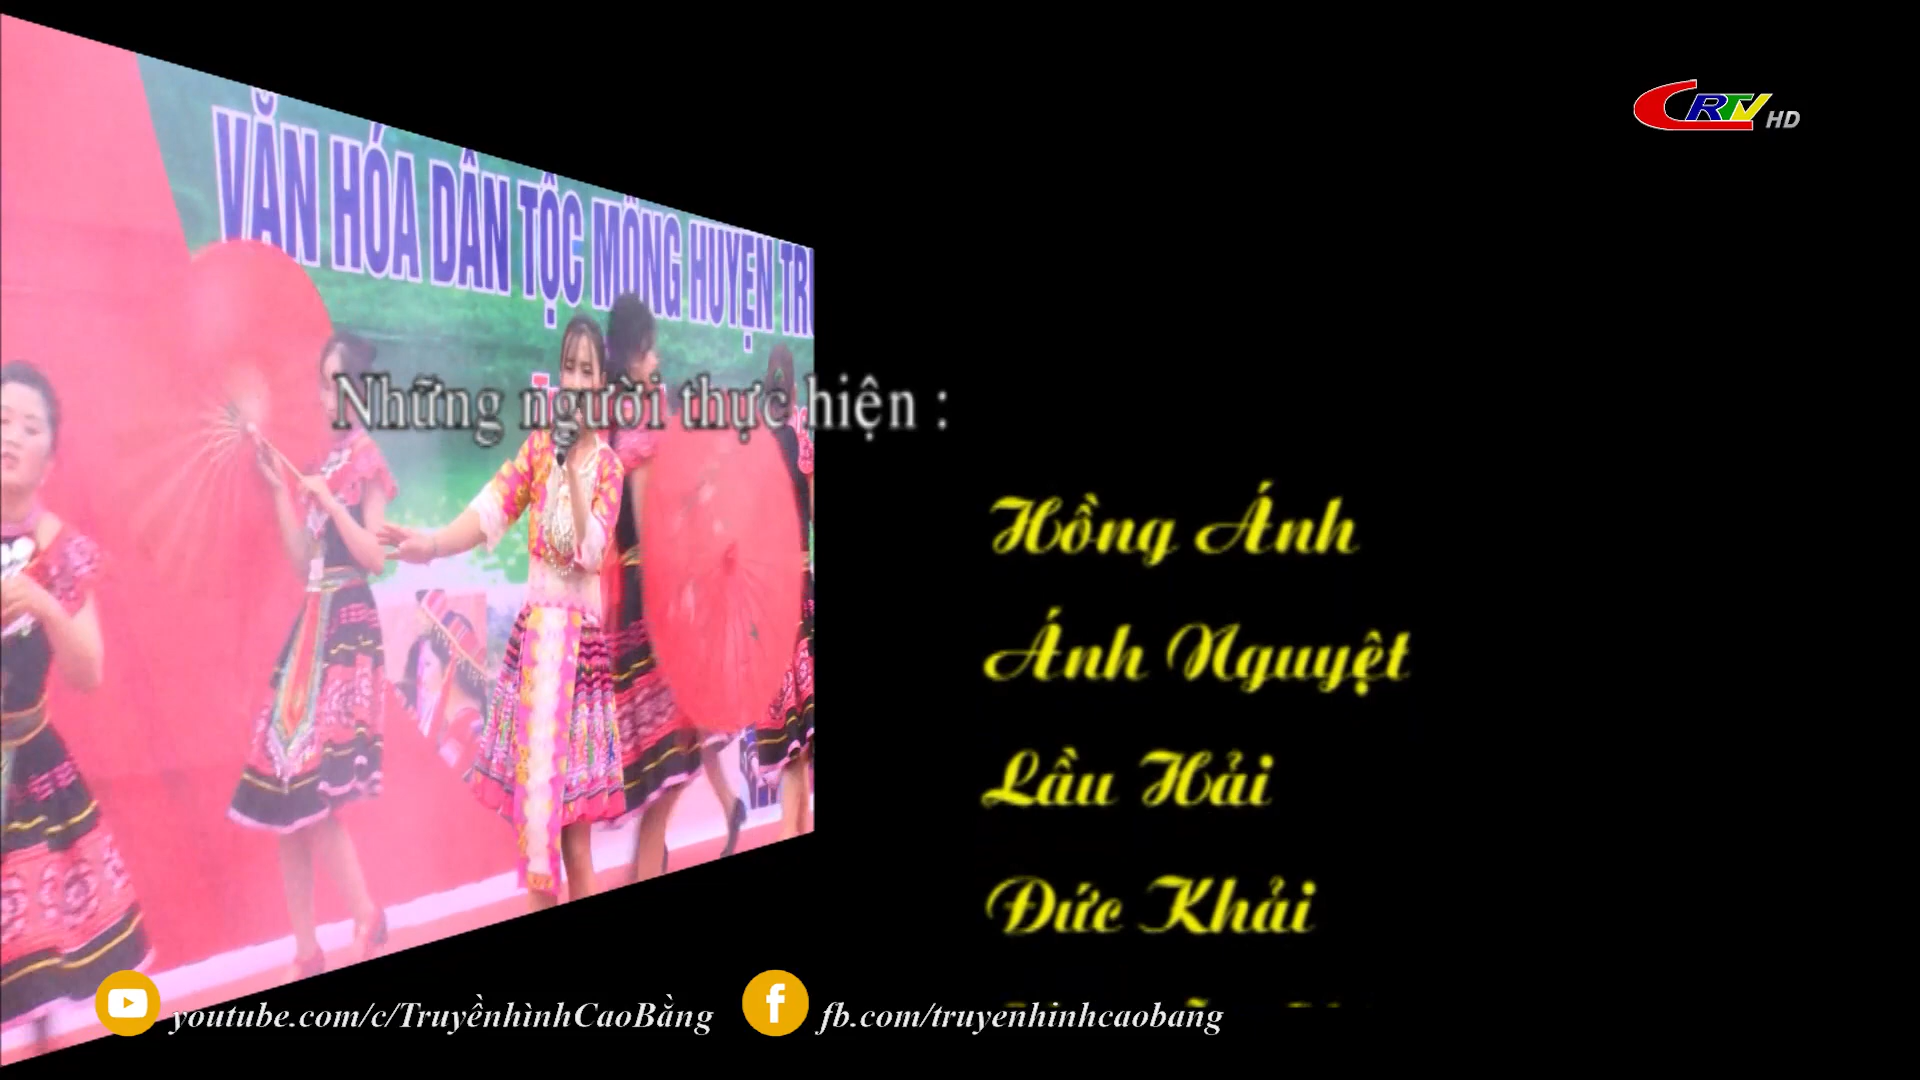 VĂN HÓA DÂN TỘC MÔNG HUYỆN
CRTV HD
Những người thực hiện :
Hồng Ánh
Ánh Nguyệt
Lầu Hải
Đức Khải
youtube.com/c/TruyềnhìnhCaoBằng
fb.com/truyenhinhcaobang